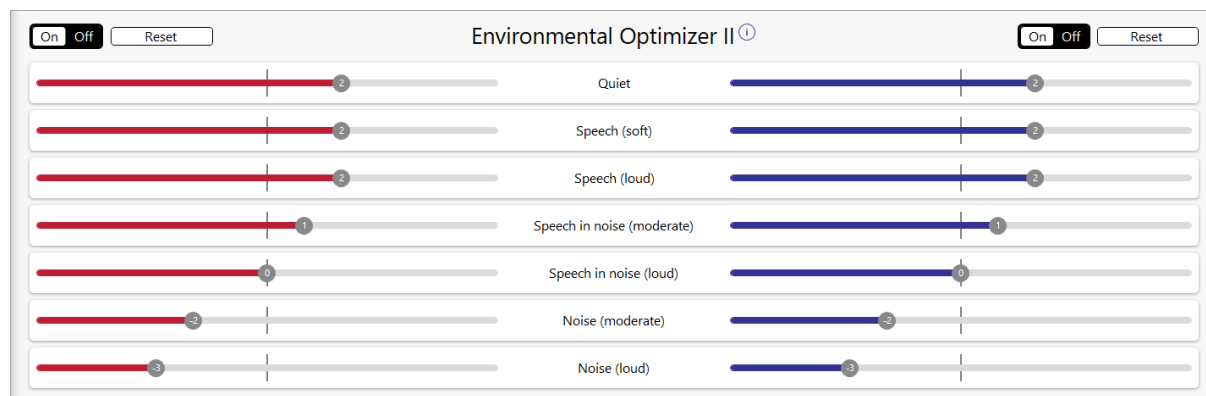 On Off Reset Environmental Optimizer II i On Off Reset
2 Quiet 2
2 Speech (soft) 2
2 Speech (loud) 2
1 Speech in noise (moderate) 1
0 Speech in noise (loud) 0
-2 Noise (moderate) -2
-3 Noise (loud) -3